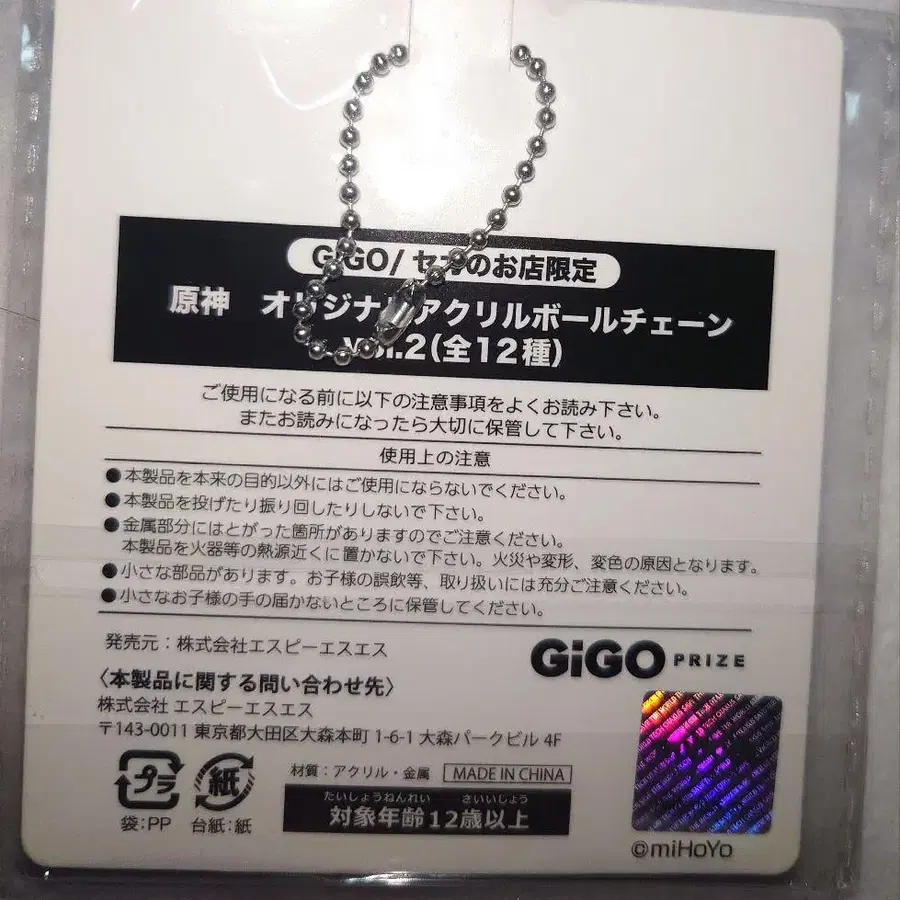 GiGO/セガのお店限定
原神 オリジナルアクリルボールチェーン
vol.2(全12種)
ご使用になる前に以下の注意事項をよくお読み下さい。
またお読みになったら大切に保管して下さい。
使用上の注意
●本製品を本来の目的以外にはご使用にならないでください。
●本製品を投げたり振り回したりしないで下さい。
●金属部分にはとがった箇所がありますのでご注意ください。
本製品を火器等の熱源近くに置かないで下さい。火災や変形、変色の原因となります。
●小さな部品があります。お子様の誤飲等、取り扱いには充分ご注意ください。
●小さなお子様の手の届かないところに保管してください。
発売元:株式会社エスピーエスエス
GiGO PRIZE
〈本製品に関する問い合わせ先〉
株式会社 エスピーエスエス
〒143-0011 東京都大田区大森本町 1-6-1 大森パークビル 4F
プラ
紙
材質:アクリル・金属 MADE IN CHINA
袋:PP 台紙:紙
たいしょうねんれい さいいじょう
対象年齢12歳以上
©miHoYo